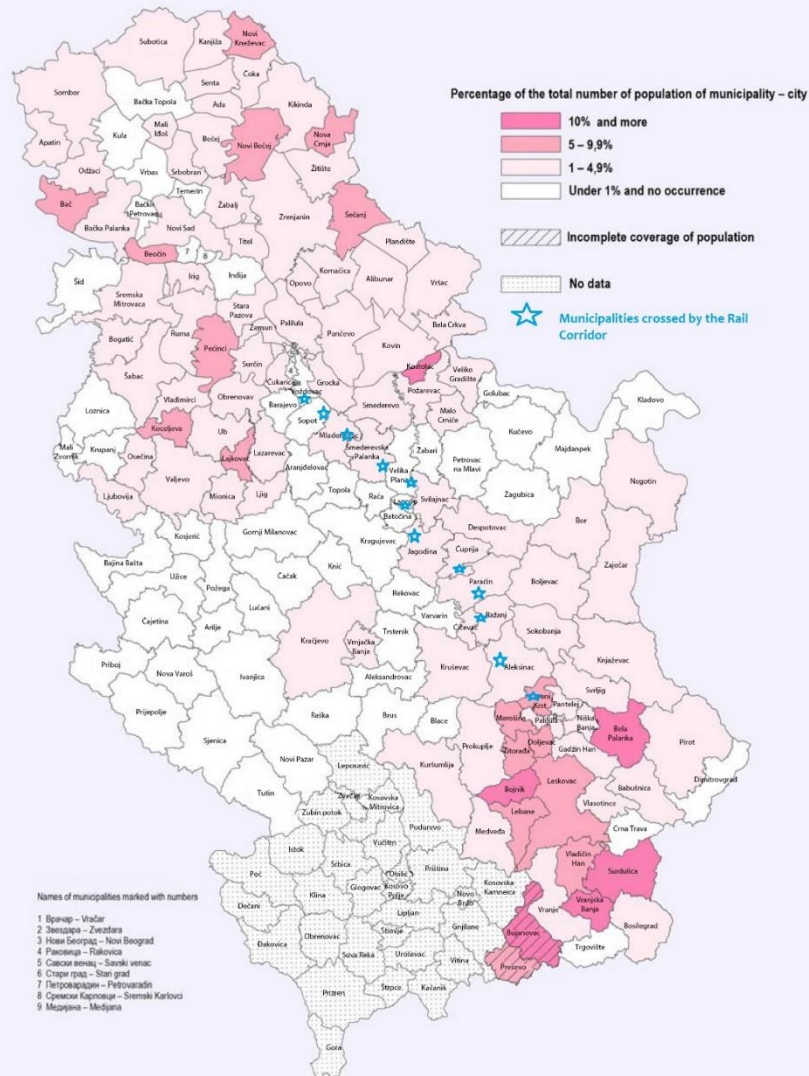 Percentage of the total number of population of municipality – city
10% and more
5 – 9,9%
1 – 4,9%
Under 1% and no occurrence
Incomplete coverage of population
No data
Municipalities crossed by the Rail
Corridor
Subotica
Kanjiža
Novi
Kneževac
Čoka
Senta
Sombor
Bačka Topola
Ada
Kikinda
Mali
Iđoš
Kula
Bečej
Novi Bečej
Nova
Crnja
Apatin
Odžaci
Vrbas
Srbobran
Žitište
Temerin
Bač
Bački
Petrovac
Žabalj
Zrenjanin
Sečanj
Bačka Palanka
Novi Sad
Titel
Plandište
Beočin
7
8
Šid
Irig
Inđija
Opovo
Kovačica
Alibunar
Vršac
Sremska
Mitrovaca
Stara
Pazova
Ruma
Zemun
Palilula
Pančevo
Bela Crkva
Bogatić
Pećinci
Surčin
Kovin
Šabac
4
Čukarica
Grocka
Kostolac
Veliko
Gradište
Požarevac
Golubac
Kladovo
Voždovac
Barajevo
Smederevo
Malo
Crniće
Loznica
Vladimirci
Obrenovac
Sopot
Kučevo
Koceljeva
Ub
Majdanpek
Mali
Zvornik
Krupanj
Osečina
Lajkovac
Lazarevac
Smederevska
Palanka
Žabari
Petrovac
na Mlavi
Aranđelovac
Velika
Plana
Negotin
Valjevo
Ljubovija
Mionica
Ljig
Topola
Rača
Svilajnac
Žagubica
Batočina
Bor
Kosjerić
Gornji Milanovac
Kragujevac
Despotovac
Jagodina
Ćuprija
Zaječar
Bajina Bašta
Užice
Čačak
Knić
Požega
Paraćin
Boljevac
Rekovac
Lučani
Čajetina
Arilje
Varvarin
Ražanj
Ćićevac
Kraljevo
Trstenik
Sokobanja
Vrnjačka
Banja
Priboj
Nova Varoš
Ivanjica
Kruševac
Aleksinac
Knjaževac
Aleksandrovac
Svrljig
Prijepolje
Raška
Brus
Blace
Merošina
Krst
Pantelej
Palilula
Niška
Banja
Bela
Palanka
Pirot
Sjenica
Prokuplje
Doljevac
Gadžin Han
Žitorađa
Novi Pazar
Leposavić
Kuršumlija
Leskovac
Babušnica
Dimitrovgrad
Tutin
Zvečan
Kosovska
Mitrovica
Bojnik
Vlasotince
Zubin potok
Lebane
Crna Trava
Podurevo
Medveđa
Vučitrn
Istok
Vladičin
Han
Surdulica
Srbica
Peć
Obilić
Priština
Glogovac
Kosovo
Polje
Kosovska
Kamneica
Klina
Novo
Brdo
Vranje
Vranjska
Banja
Dečani
Lipljan
Bosilegrad
Obrenovac
Štimlje
Gnjilane
Bujanovac
Trgovište
Đakovica
Suva Reka
Uroševac
Vitina
Preševo
Štrpce
Kačanik
Prizren
Gora
Names of municipalities marked with numbers
1 Врачар – Vračar
2 Звездара – Zvezdara
3 Нови Београд – Novi Beograd
4 Раковица – Rakovica
5 Савски венац – Savski venac
6 Стари град – Stari grad
7 Петроварадин – Petrovaradin
8 Сремски Карловци – Sremski Karlovci
9 Медијана – Medijana